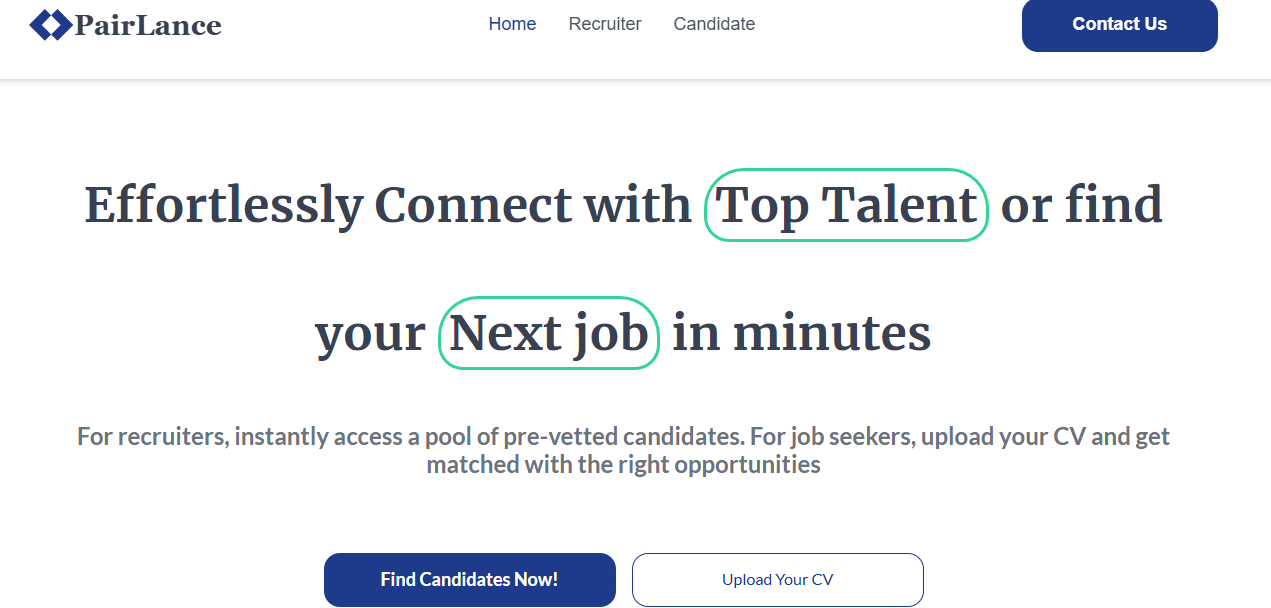 PairLance
Home
Recruiter
Candidate
Contact Us
Effortlessly Connect with Top Talent or find
your Next job in minutes
For recruiters, instantly access a pool of pre-vetted candidates. For job seekers, upload your CV and get
matched with the right opportunities
Find Candidates Now!
Upload Your CV